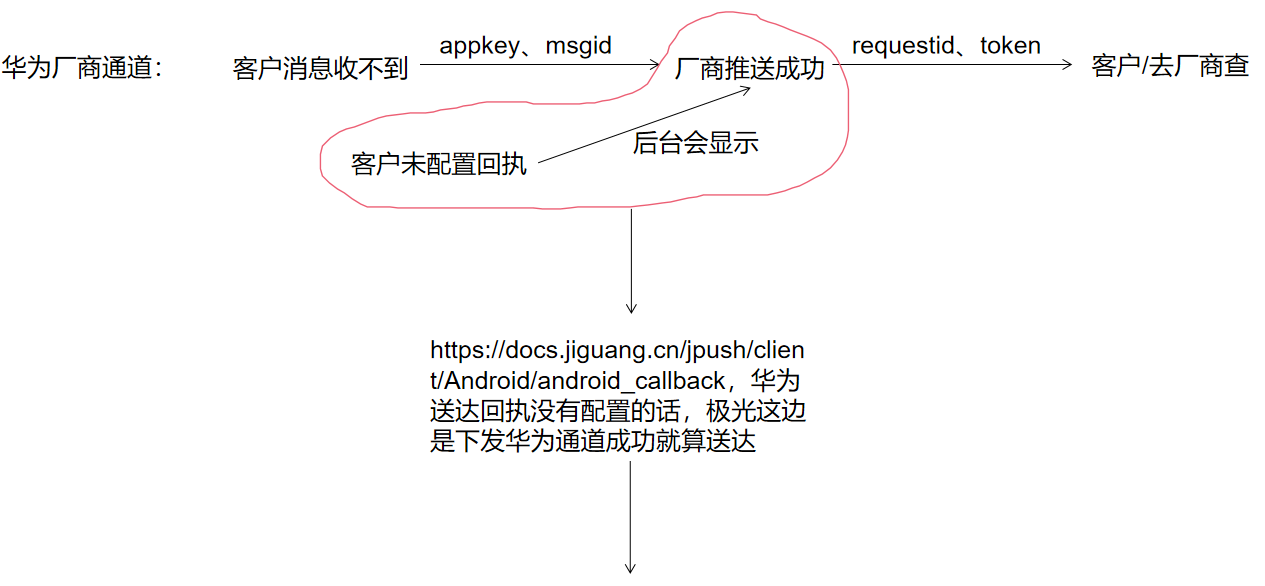 appkey、msgid
requestid、token
华为厂商通道：
客户消息收不到
厂商推送成功
客户/去厂商查
后台会显示
客户未配置回执
https://docs.jiguang.cn/jpush/clien
t/Android/android_callback，华为
送达回执没有配置的话，极光这边
是下发华为通道成功就算送达